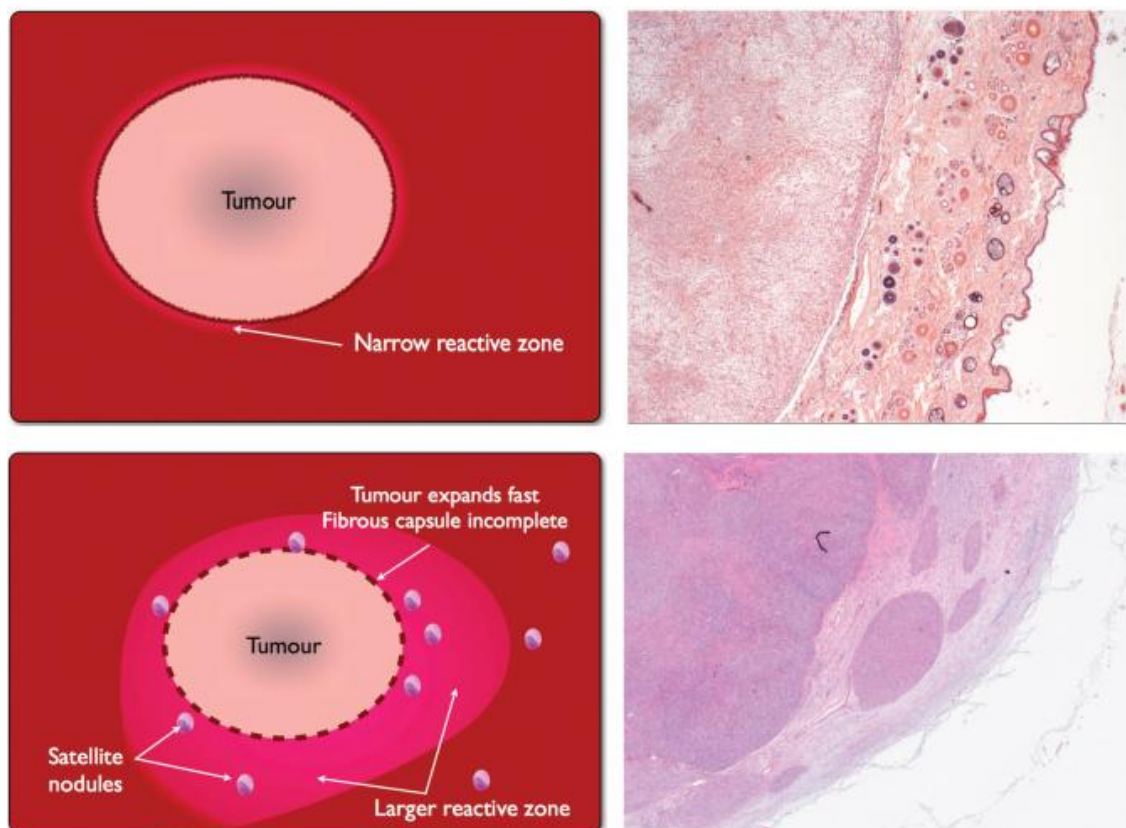 Tumour
Narrow reactive zone
Tumour expands fast
Fibrous capsule incomplete
Tumour
Satellite
nodules
Larger reactive zone